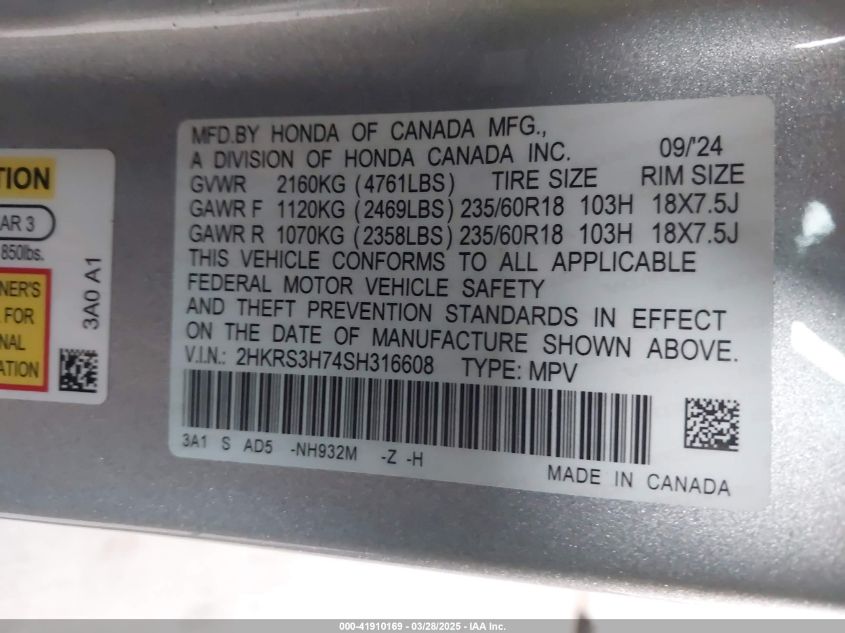 MFD.BY HONDA OF CANADA MFG.,
A DIVISION OF HONDA CANADA INC. 09/'24
GVWR 2160KG (4761LBS) TIRE SIZE RIM SIZE
GAWR F 1120KG (2469LBS) 235/60R18 103H 18X7.5J
GAWR R 1070KG (2358LBS) 235/60R18 103H 18X7.5J
THIS VEHICLE CONFORMS TO ALL APPLICABLE
FEDERAL MOTOR VEHICLE SAFETY
AND THEFT PREVENTION STANDARDS IN EFFECT
ON THE DATE OF MANUFACTURE SHOWN ABOVE.
V.I.N.: 2HKRS3H74SH316608 TYPE: MPV
3A1 S AD5 -NH932M -Z -H
MADE IN CANADA
AR 3
850lbs.
NER'S
FOR
3A0 A1
000-41910169 - 03/28/2025 - IAA Inc.